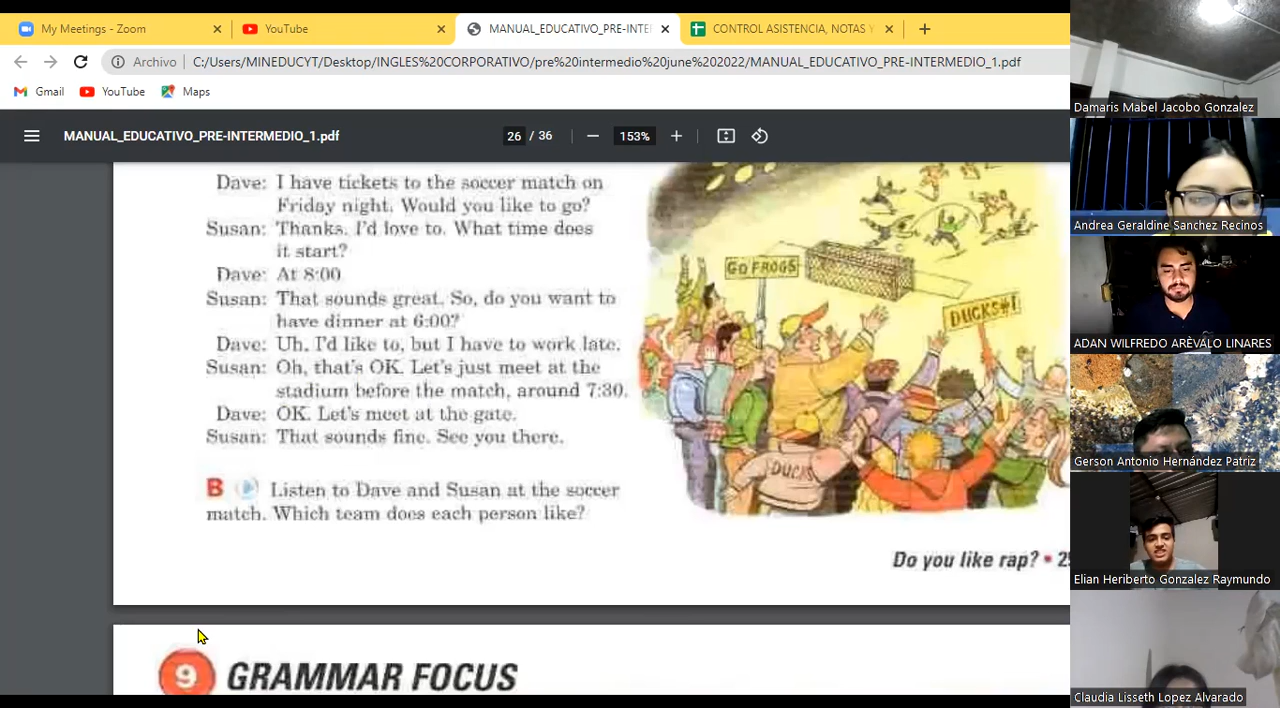 My Meetings - Zoom
YouTube
MANUAL_EDUCATIVO_PRE-INTER
CONTROL ASISTENCIA, NOTAS Y
Archivo
C:/Users/MINEDUCYT/Desktop/INGLES%20CORPORATIVO/pre%20intermedio%20june%202022/MANUAL_EDUCATIVO_PRE-INTERMEDIO_1.pdf
Gmail
YouTube
Maps
MANUAL_EDUCATIVO_PRE-INTERMEDIO_1.pdf
26 / 36
153%
Dave: I have tickets to the soccer match on
Friday night. Would you like to go?
Susan: Thanks. I'd love to. What time does
it start?
Dave: At 8:00
Susan: That sounds great. So, do you want to
have dinner at 6:00?
Dave: Uh, I'd like to, but I have to work late.
Susan: Oh, that's OK. Let's just meet at the
stadium before the match, around 7:30.
Dave: OK. Let's meet at the gate.
Susan: That sounds fine. See you there.
B Listen to Dave and Susan at the soccer
match. Which team does each person like?
GO FROGS
DUCKS#1
DUCKS
Do you like rap? •
9 GRAMMAR FOCUS
Damaris Mabel Jacobo Gonzalez
Andrea Geraldine Sanchez Recinos
ADAN WILFREDO ARÈVALO LINARES
Gerson Antonio Hernández Patriz
Elian Heriberto Gonzalez Raymundo
Claudia Lisseth Lopez Alvarado